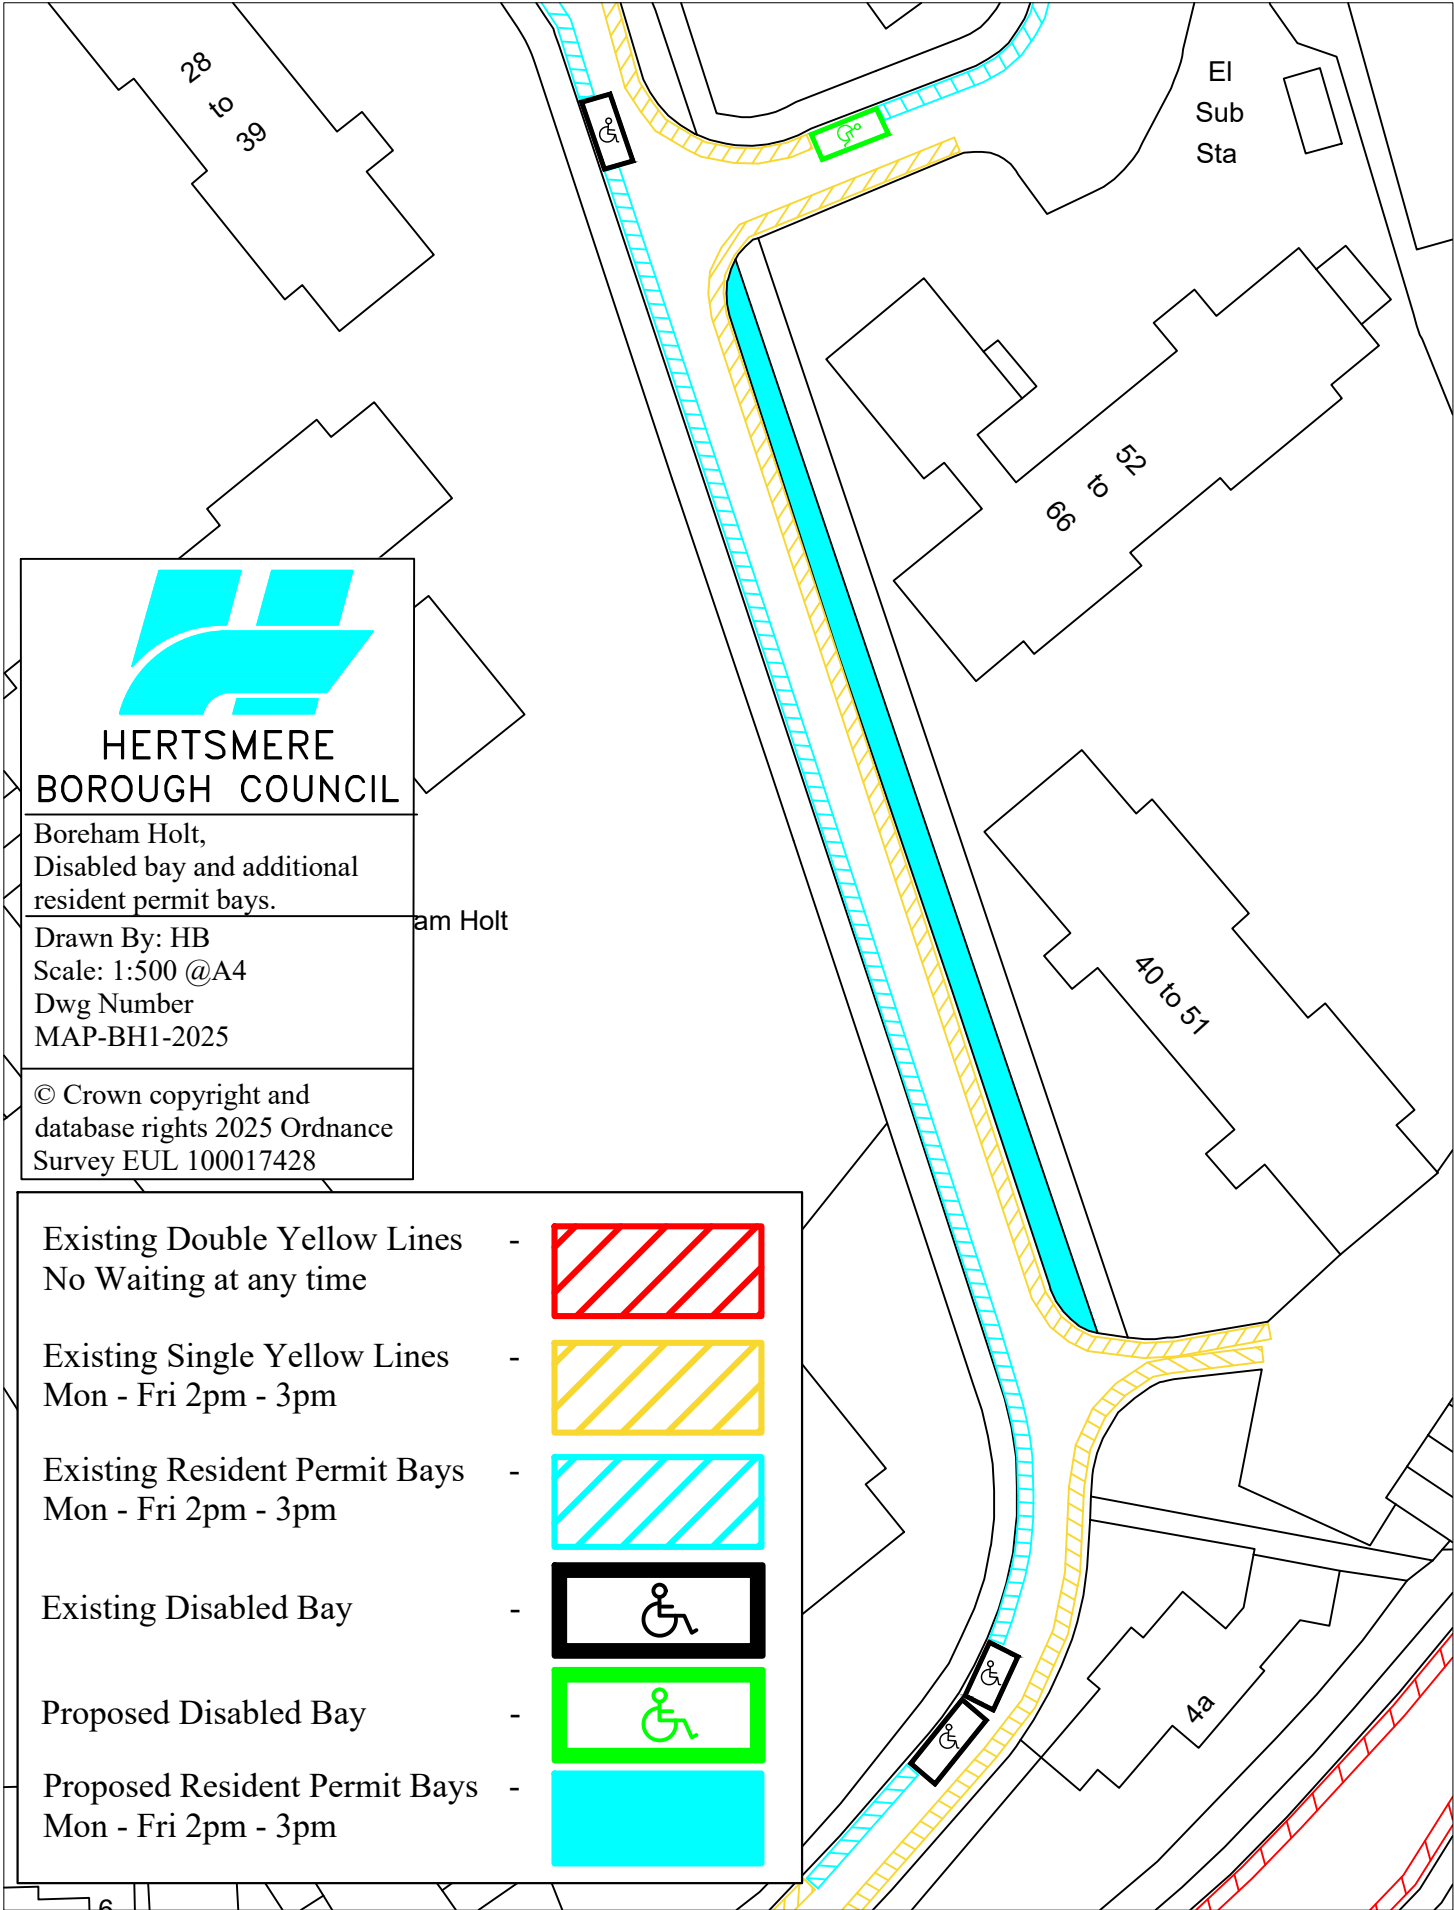 28
to
39
El
Sub
Sta
52
to
66
HERTSMERE
BOROUGH COUNCIL
Boreham Holt,
Disabled bay and additional
resident permit bays.
am Holt
Drawn By: HB
Scale: 1:500 @A4
Dwg Number
MAP-BH1-2025
40 to 51
© Crown copyright and
database rights 2025 Ordnance
Survey EUL 100017428
Existing Double Yellow Lines -
No Waiting at any time
Existing Single Yellow Lines -
Mon - Fri 2pm - 3pm
Existing Resident Permit Bays -
Mon - Fri 2pm - 3pm
Existing Disabled Bay -
Proposed Disabled Bay -
4a
Proposed Resident Permit Bays -
Mon - Fri 2pm - 3pm
6